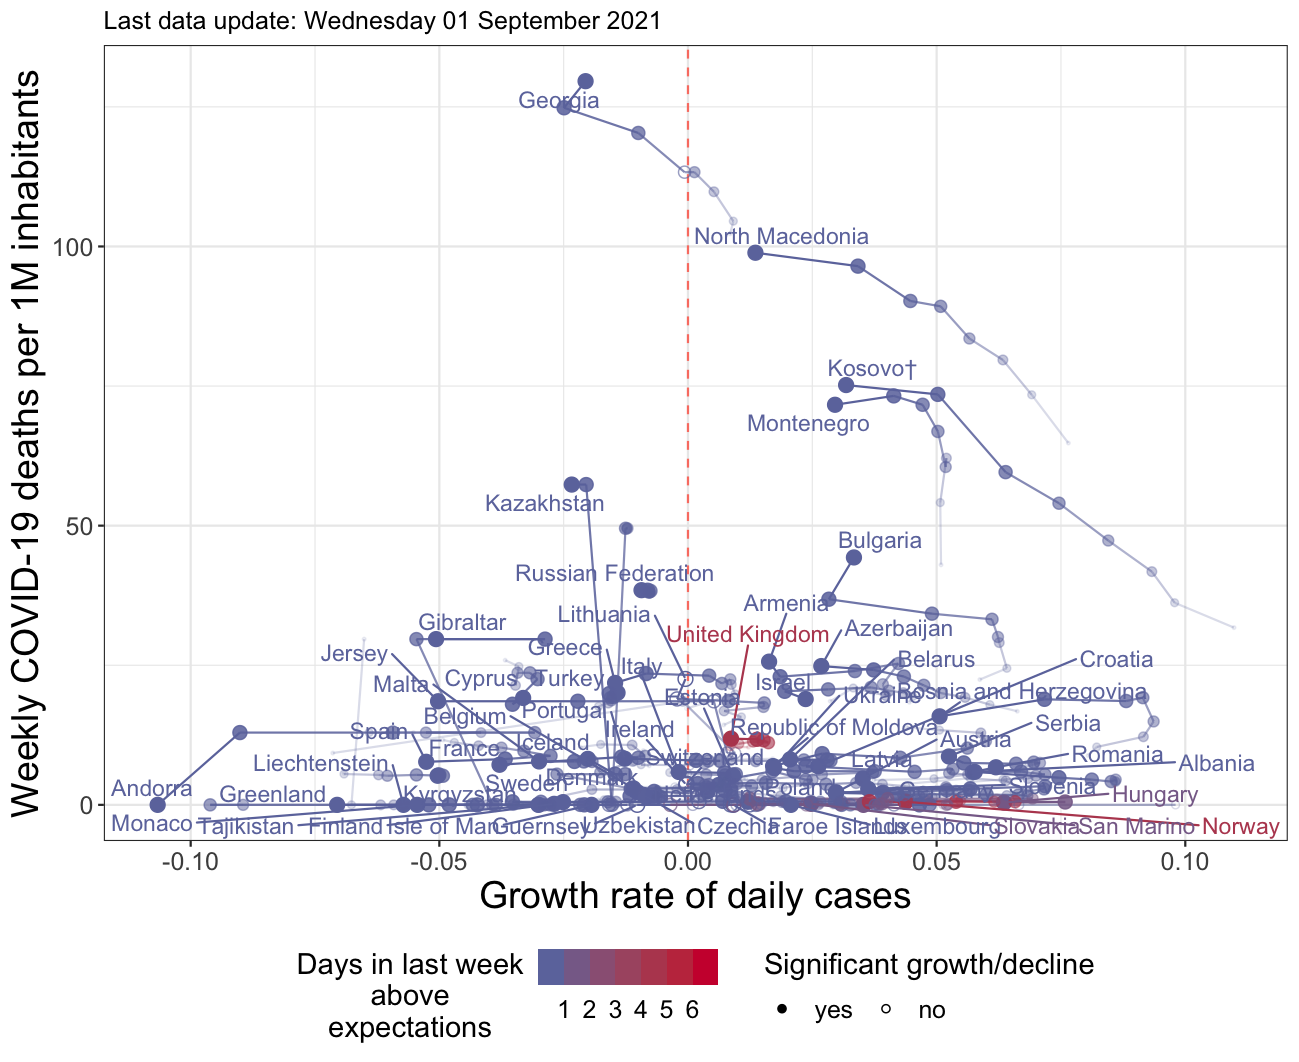 Last data update: Wednesday 01 September 2021
Weekly COVID-19 deaths per 1M inhabitants
Georgia
North Macedonia
100
Kosovo†
Montenegro
Kazakhstan
50
Bulgaria
Russian Federation
Lithuania
Armenia
Gibraltar
United Kingdom
Azerbaijan
Jersey
Greece
Belarus
Croatia
Italy
Malta
Cyprus
Turkey
Israel
Estonia
Ukraine
Bosnia and Herzegovina
Belgium
Portugal
Spain
Ireland
Republic of Moldova
Serbia
France
Iceland
Austria
Liechtenstein
Switzerland
Latvia
Romania
Albania
Andorra
Greenland
Kyrgyzstan
Sweden
Denmark
Poland
Slovenia
Hungary
0
Monaco
Tajikistan
Finland
Isle of Man
Guernsey
Uzbekistan
Czechia
Faroe Islands
Luxembourg
Slovakia
San Marino
Norway
-0.10
-0.05
0.00
0.05
0.10
Growth rate of daily cases
Days in last week
above
expectations
1 2 3 4 5 6
Significant growth/decline
yes
no